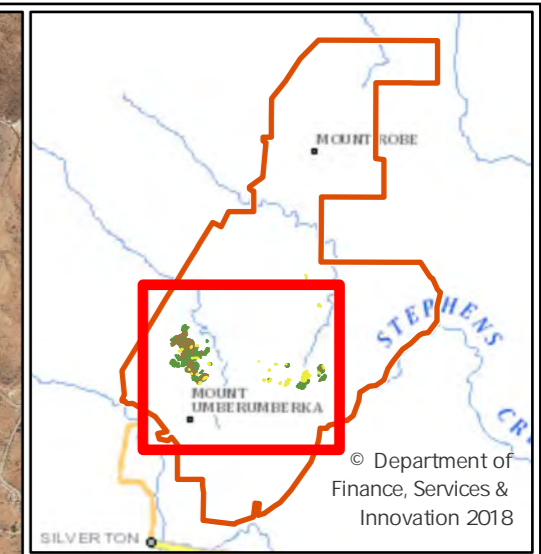 MOUNT ROBE
STEPHENS
CR
MOUNT
UMBERUMBERKA
© Department of
Finance, Services &
Innovation 2018
SILVERTON